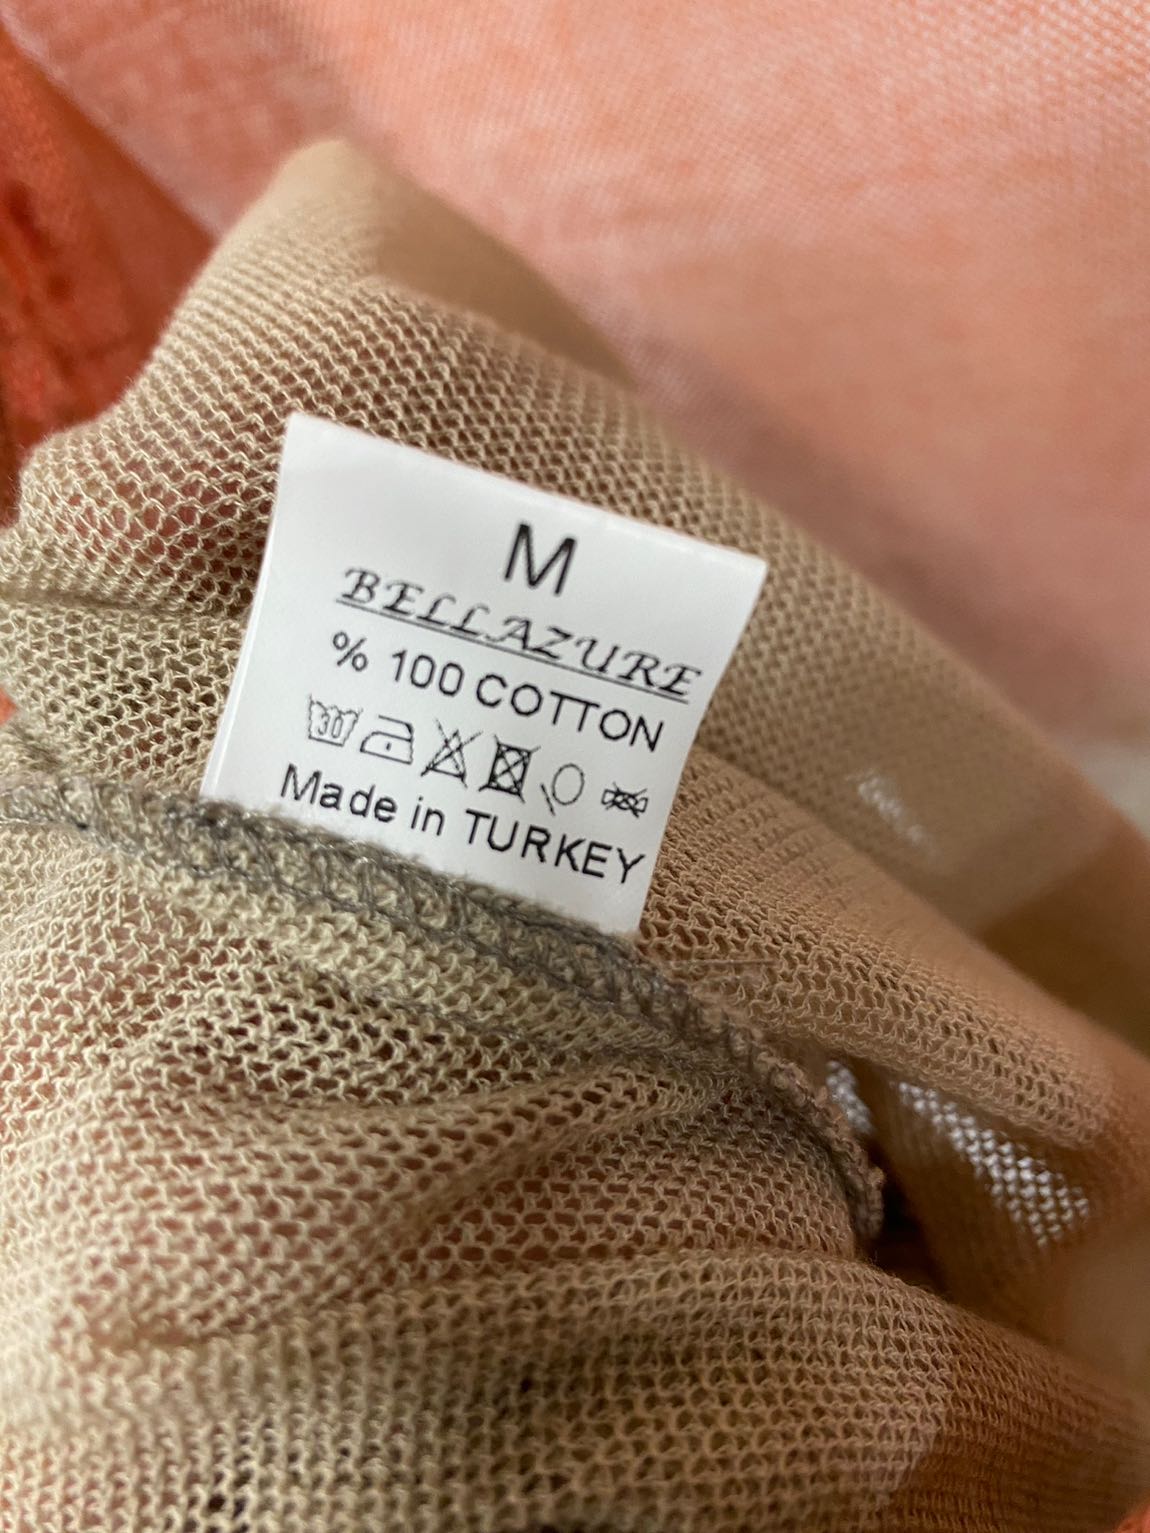 M
BELLAZURE
% 100 COTTON
30
Made in TURKEY